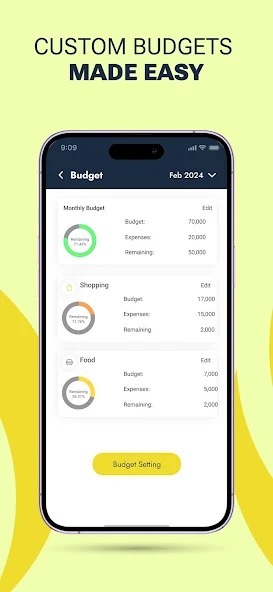 CUSTOM BUDGETS
MADE EASY
9:09
Budget
Feb 2024
Monthly Budget Edit
Remaining
71.43%
Budget: 70,000
Expenses: 20,000
Remaining: 50,000
Shopping Edit
Remaining
11.76%
Budget 17,000
Expenses: 15,000
Remaining 2,000
Food Edit
Remaining
28.57%
Budget: 7,000
Expenses: 5,000
Remaining: 2,000
Budget Setting